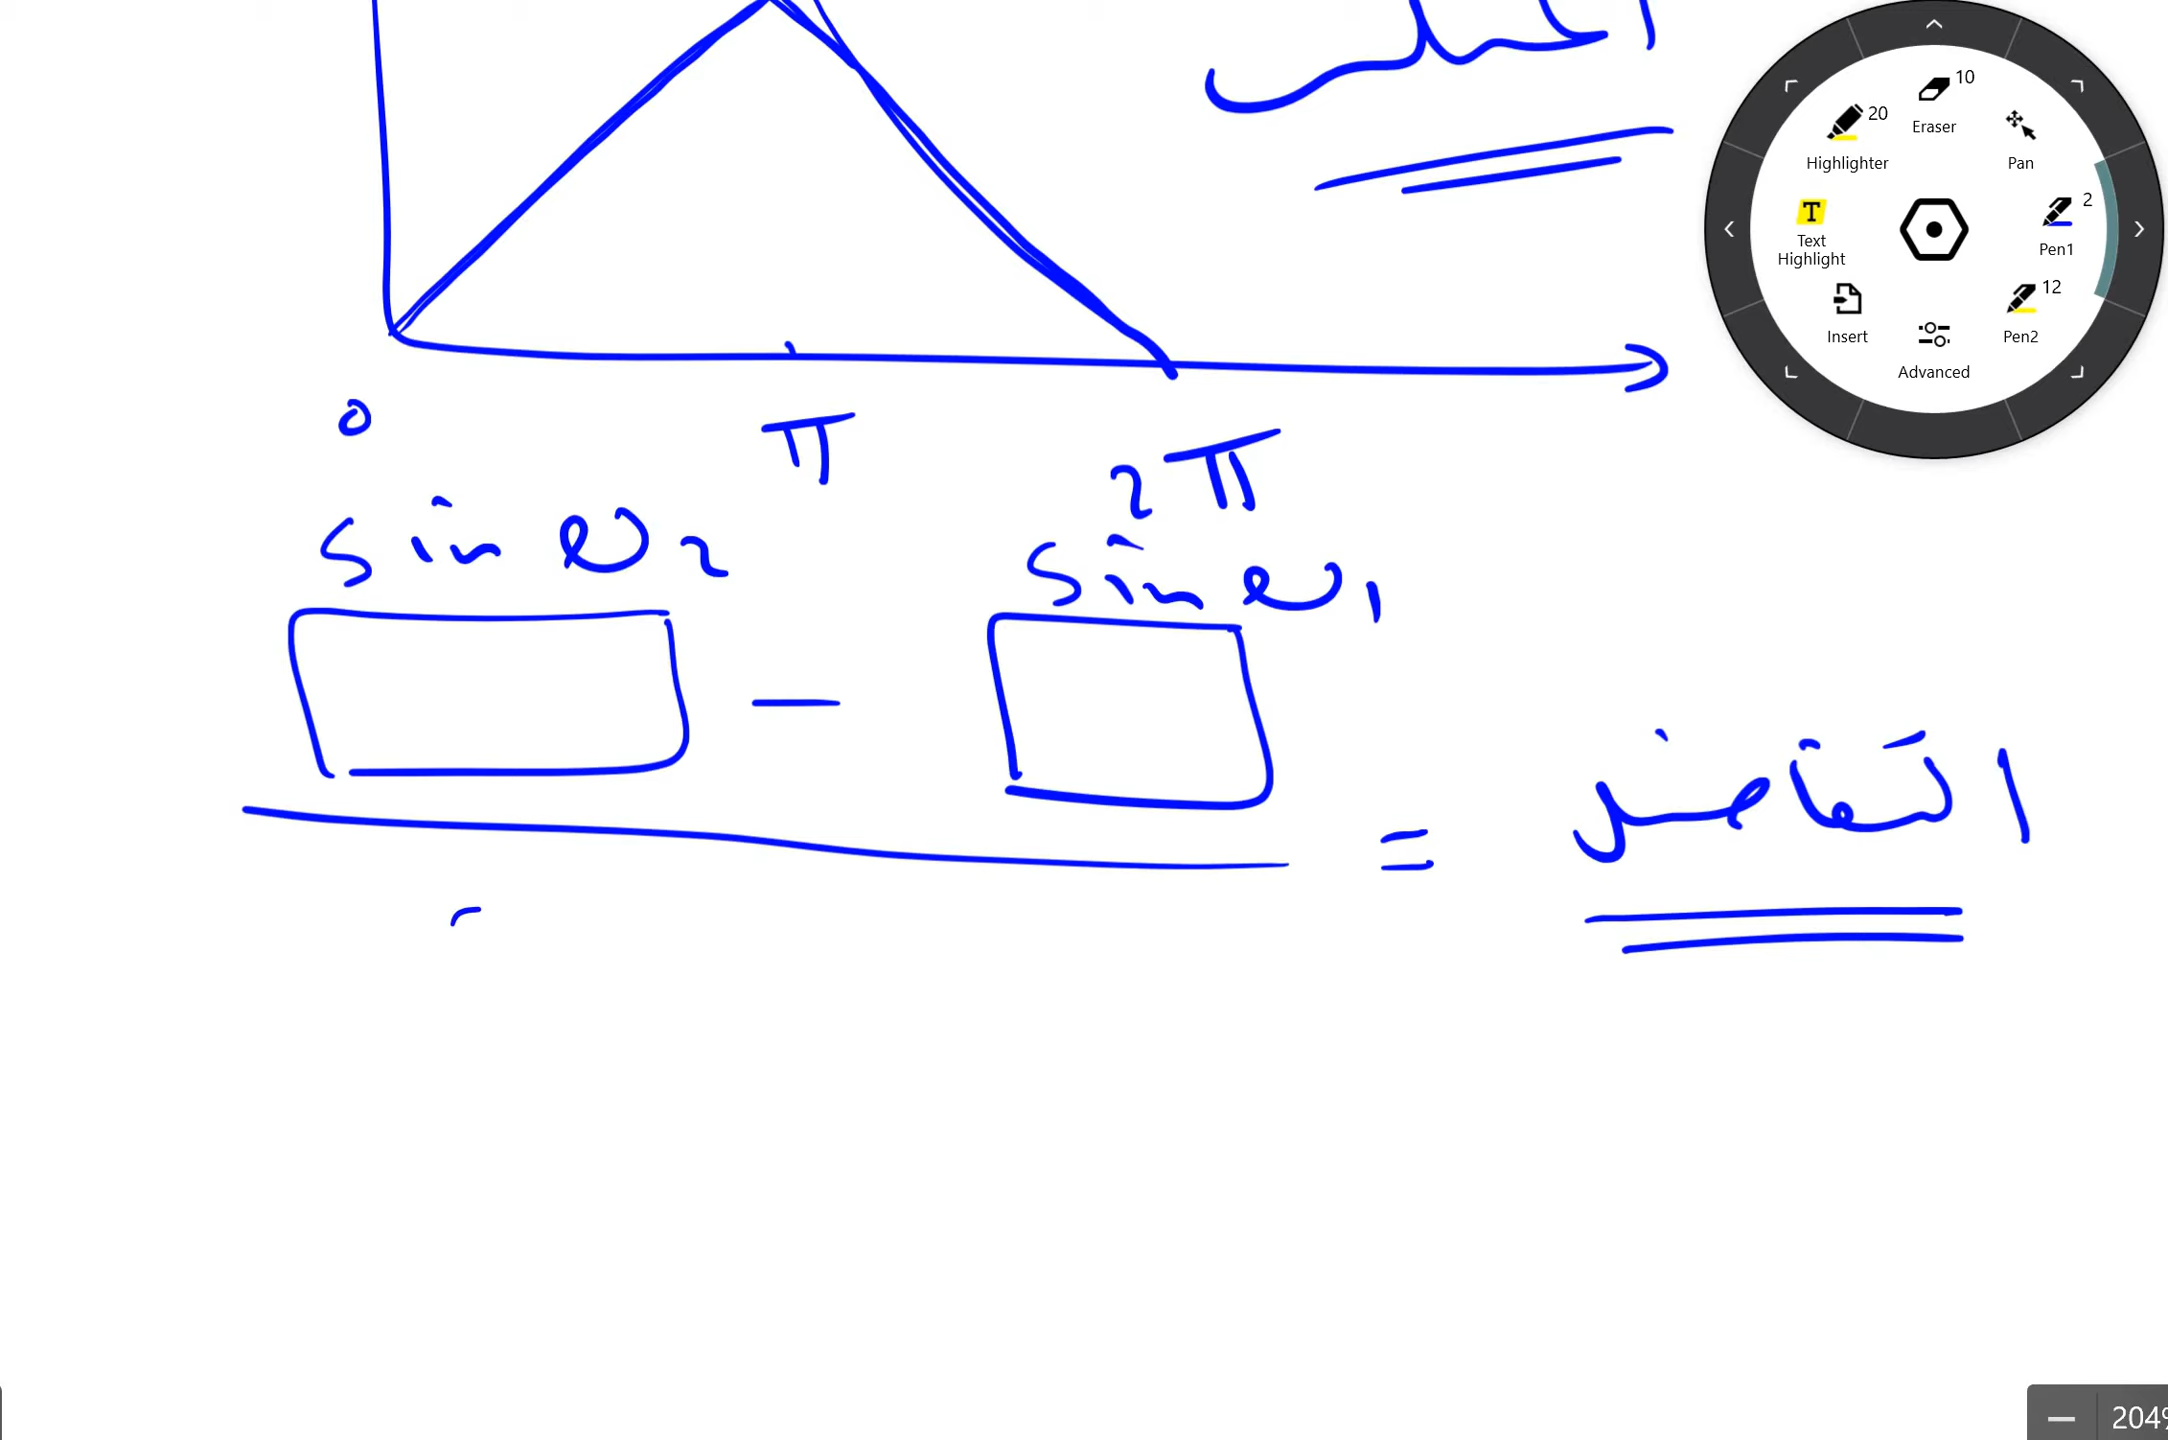 0 π 2π
sin θ2 sin θ1
- = التفاضل
10
Eraser
20
Highlighter
Pan
Text
Highlight
2
Pen1
Insert
12
Pen2
Advanced
204%